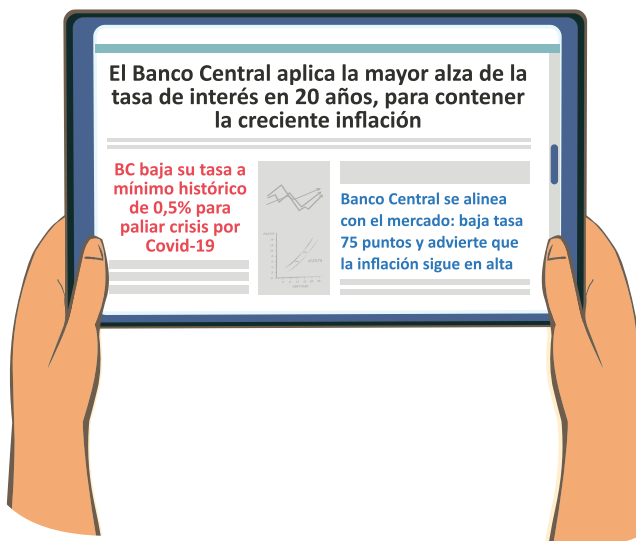 El Banco Central aplica la mayor alza de la
tasa de interés en 20 años, para contener
la creciente inflación
BC baja su tasa a
mínimo histórico
de 0,5% para
paliar crisis por
Covid-19
Banco Central se alinea
con el mercado: baja tasa
75 puntos y advierte que
la inflación sigue en alta